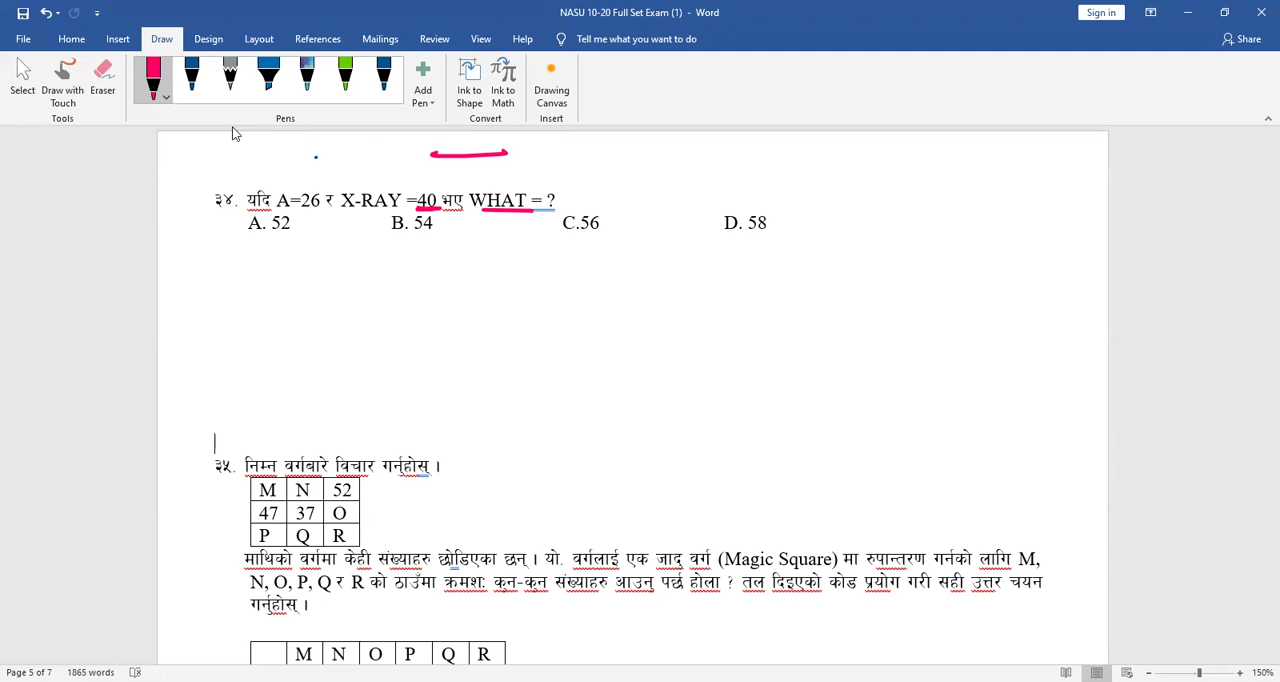 NASU 10-20 Full Set Exam (1) - Word
Sign in
File Home Insert Draw Design Layout References Mailings Review View Help Tell me what you want to do Share
Select Draw with Touch Eraser Add Pen Ink to Shape Ink to Math Drawing Canvas
Tools Pens Convert Insert
३४. यदि A=26 र X-RAY =40 भए WHAT = ?
A. 52 B. 54 C.56 D. 58
३५. निम्न वर्गबारे विचार गर्नुहोस् ।
M N 52
47 37 O
P Q R
माथिको वर्गमा केही संख्याहरु छोडिएका छन् । यो. वर्गलाई एक जादु वर्ग (Magic Square) मा रुपान्तरण गर्नको लागि M,
N, O, P, Q र R को ठाउँमा क्रमश: कुन-कुन संख्याहरु आउनु पर्छ होला ? तल दिइएको कोड प्रयोग गरी सही उत्तर चयन
गर्नुहोस् ।
M N O P Q R
Page 5 of 7 1865 words 150%